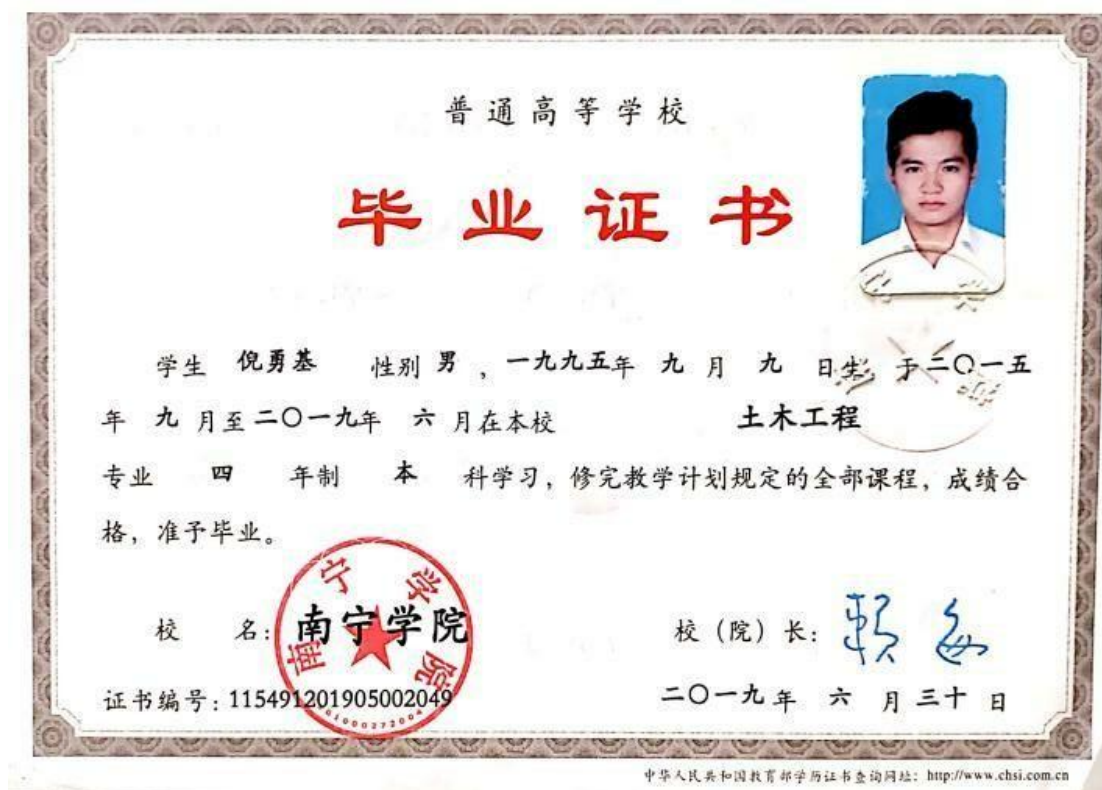 普通高等学校
毕业证书
学生 倪勇基 性别 男 ，一九九五年 九 月 九 日生，于二〇一五
年 九 月至二〇一九年 六 月在本校 土木工程
专业 四 年制 本 科学习，修完教学计划规定的全部课程，成绩合
格，准予毕业。
校 名：南宁学院
南宁学院
校（院）长：
证书编号：115491201905002049
二〇一九年 六 月三十日
中华人民共和国教育部学历证书查询网址：http://www.chsi.com.cn